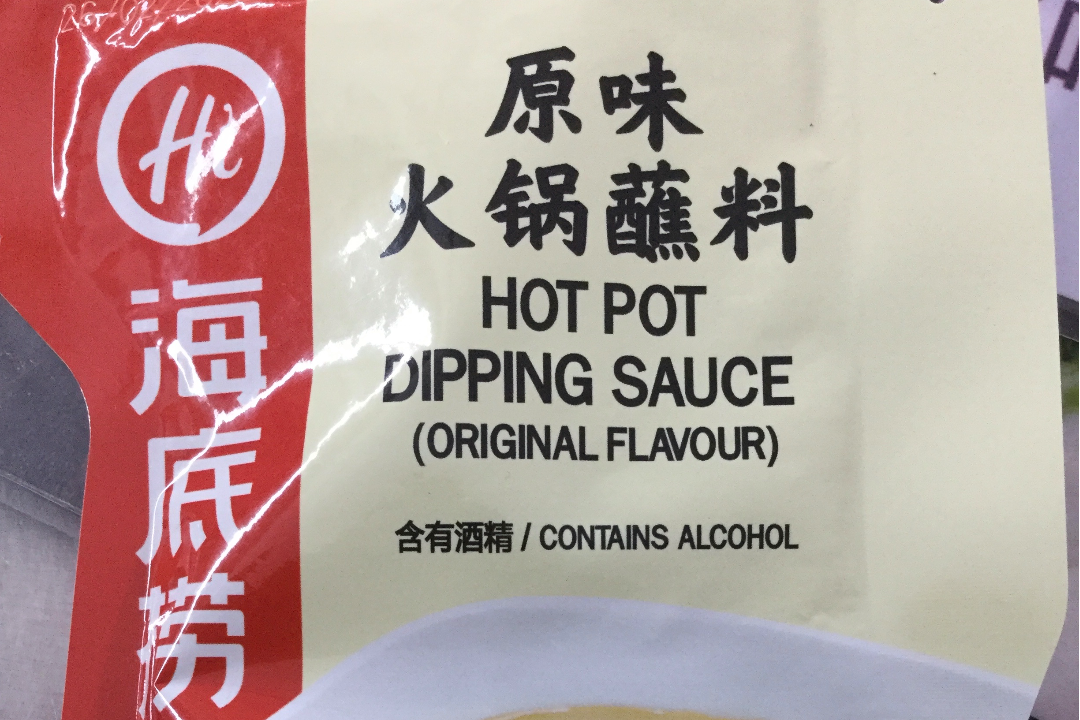 Hi
海底捞
原味
火锅蘸料
HOT POT
DIPPING SAUCE
(ORIGINAL FLAVOUR)
含有酒精 / CONTAINS ALCOHOL